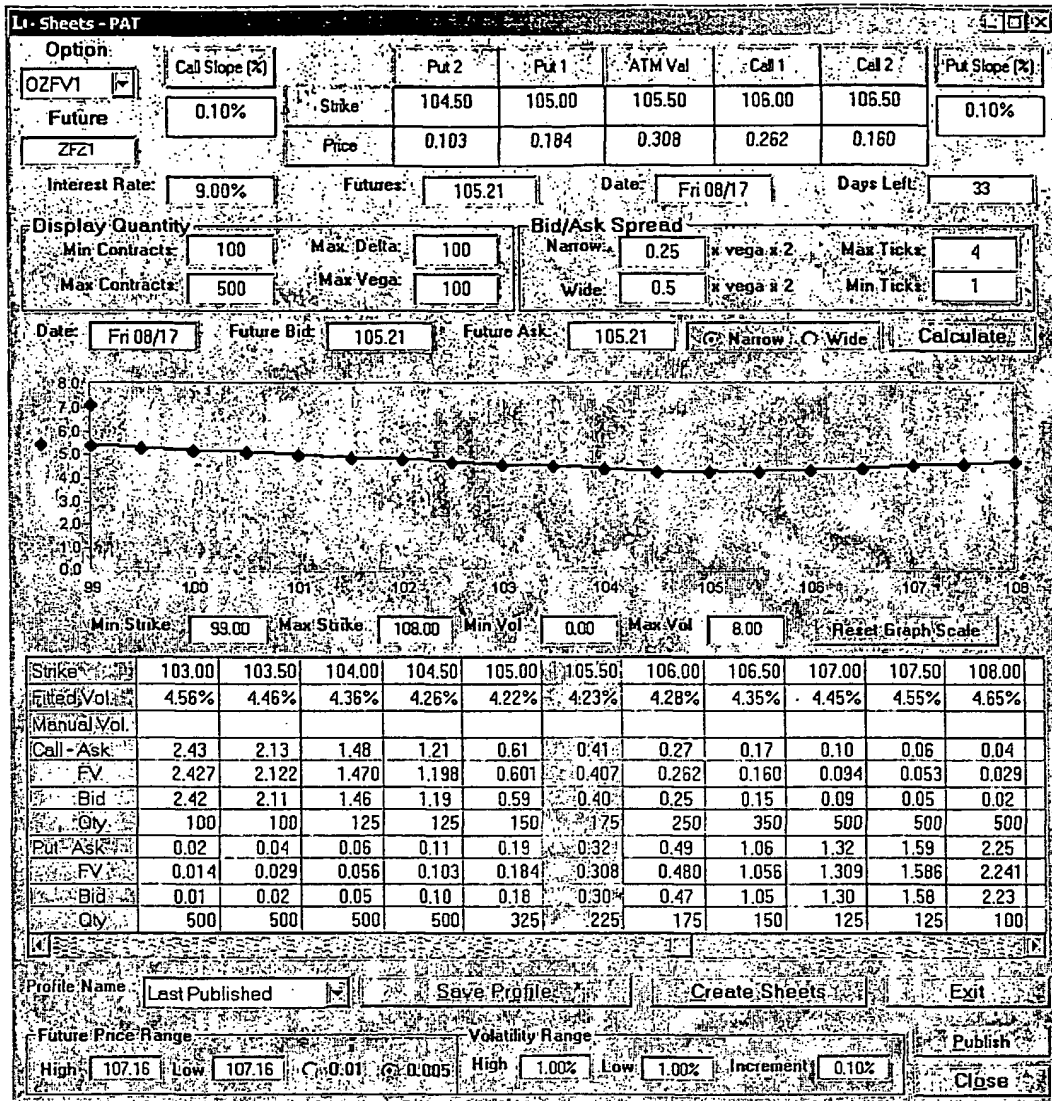 Sheets - PAT
Option
Call Slope (%)
Put 2 Put 1 ATM Val Call 1 Call 2
Put Slope (%)
OZFV1
Strike 104.50 105.00 105.50 106.00 106.50
0.10%
0.10%
Future
Price 0.103 0.184 0.308 0.262 0.160
ZFZ1
Interest Rate: 9.00% Futures: 105.21 Date: Fri 08/17 Days Left: 33
Display Quantity
Bid/Ask Spread
Min Contracts: 100 Max. Delta: 100 Narrow: 0.25 x vega x 2 Max Ticks: 4
Max Contracts: 500 Max Vega: 100 Wide: 0.5 x vega x 2 Min Ticks: 1
Date: Fri 08/17 Future Bid: 105.21 Future Ask: 105.21 Narrow Wide Calculate
8.0
7.0
6.0
5.0
4.0
3.0
2.0
1.0
0.0
99 100 101 102 103 104 105 106 107 108
Min Strike 99.00 Max Strike 108.00 Min Vol 0.00 Max Vol 8.00 Reset Graph Scale
Strike 103.00 103.50 104.00 104.50 105.00 105.50 106.00 106.50 107.00 107.50 108.00
Fitted Vol. 4.56% 4.46% 4.36% 4.26% 4.22% 4.23% 4.28% 4.35% 4.45% 4.55% 4.65%
Manual Vol.
Call - Ask 2.43 2.13 1.48 1.21 0.61 0.41 0.27 0.17 0.10 0.06 0.04
FV 2.427 2.122 1.470 1.198 0.601 0.407 0.262 0.160 0.094 0.053 0.029
Bid 2.42 2.11 1.46 1.19 0.59 0.40 0.25 0.15 0.09 0.05 0.02
Qty 100 100 125 125 150 175 250 350 500 500 500
Put - Ask 0.02 0.04 0.06 0.11 0.19 0.32 0.49 1.06 1.32 1.59 2.25
FV 0.014 0.029 0.056 0.103 0.184 0.308 0.480 1.056 1.309 1.586 2.241
Bid 0.01 0.02 0.05 0.10 0.18 0.30 0.47 1.05 1.30 1.58 2.23
Qty 500 500 500 500 325 225 175 150 125 125 100
Profile Name Last Published Save Profile Create Sheets Exit
Future Price Range
Volatility Range
Publish
High 107.16 Low 107.16 0.01 0.005 High 1.00% Low 1.00% Increment 0.10%
Close